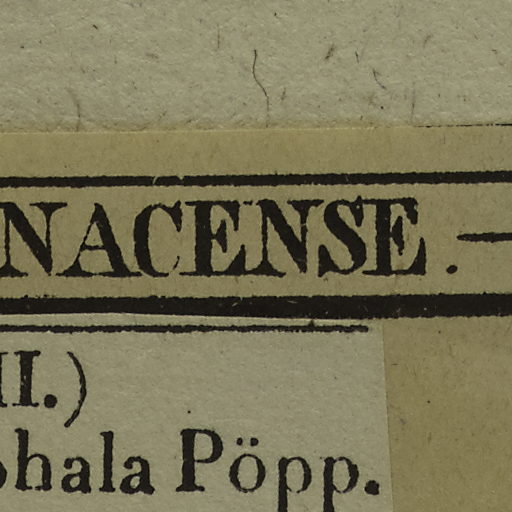 NACENSE. —
II.)
phala Pöpp.